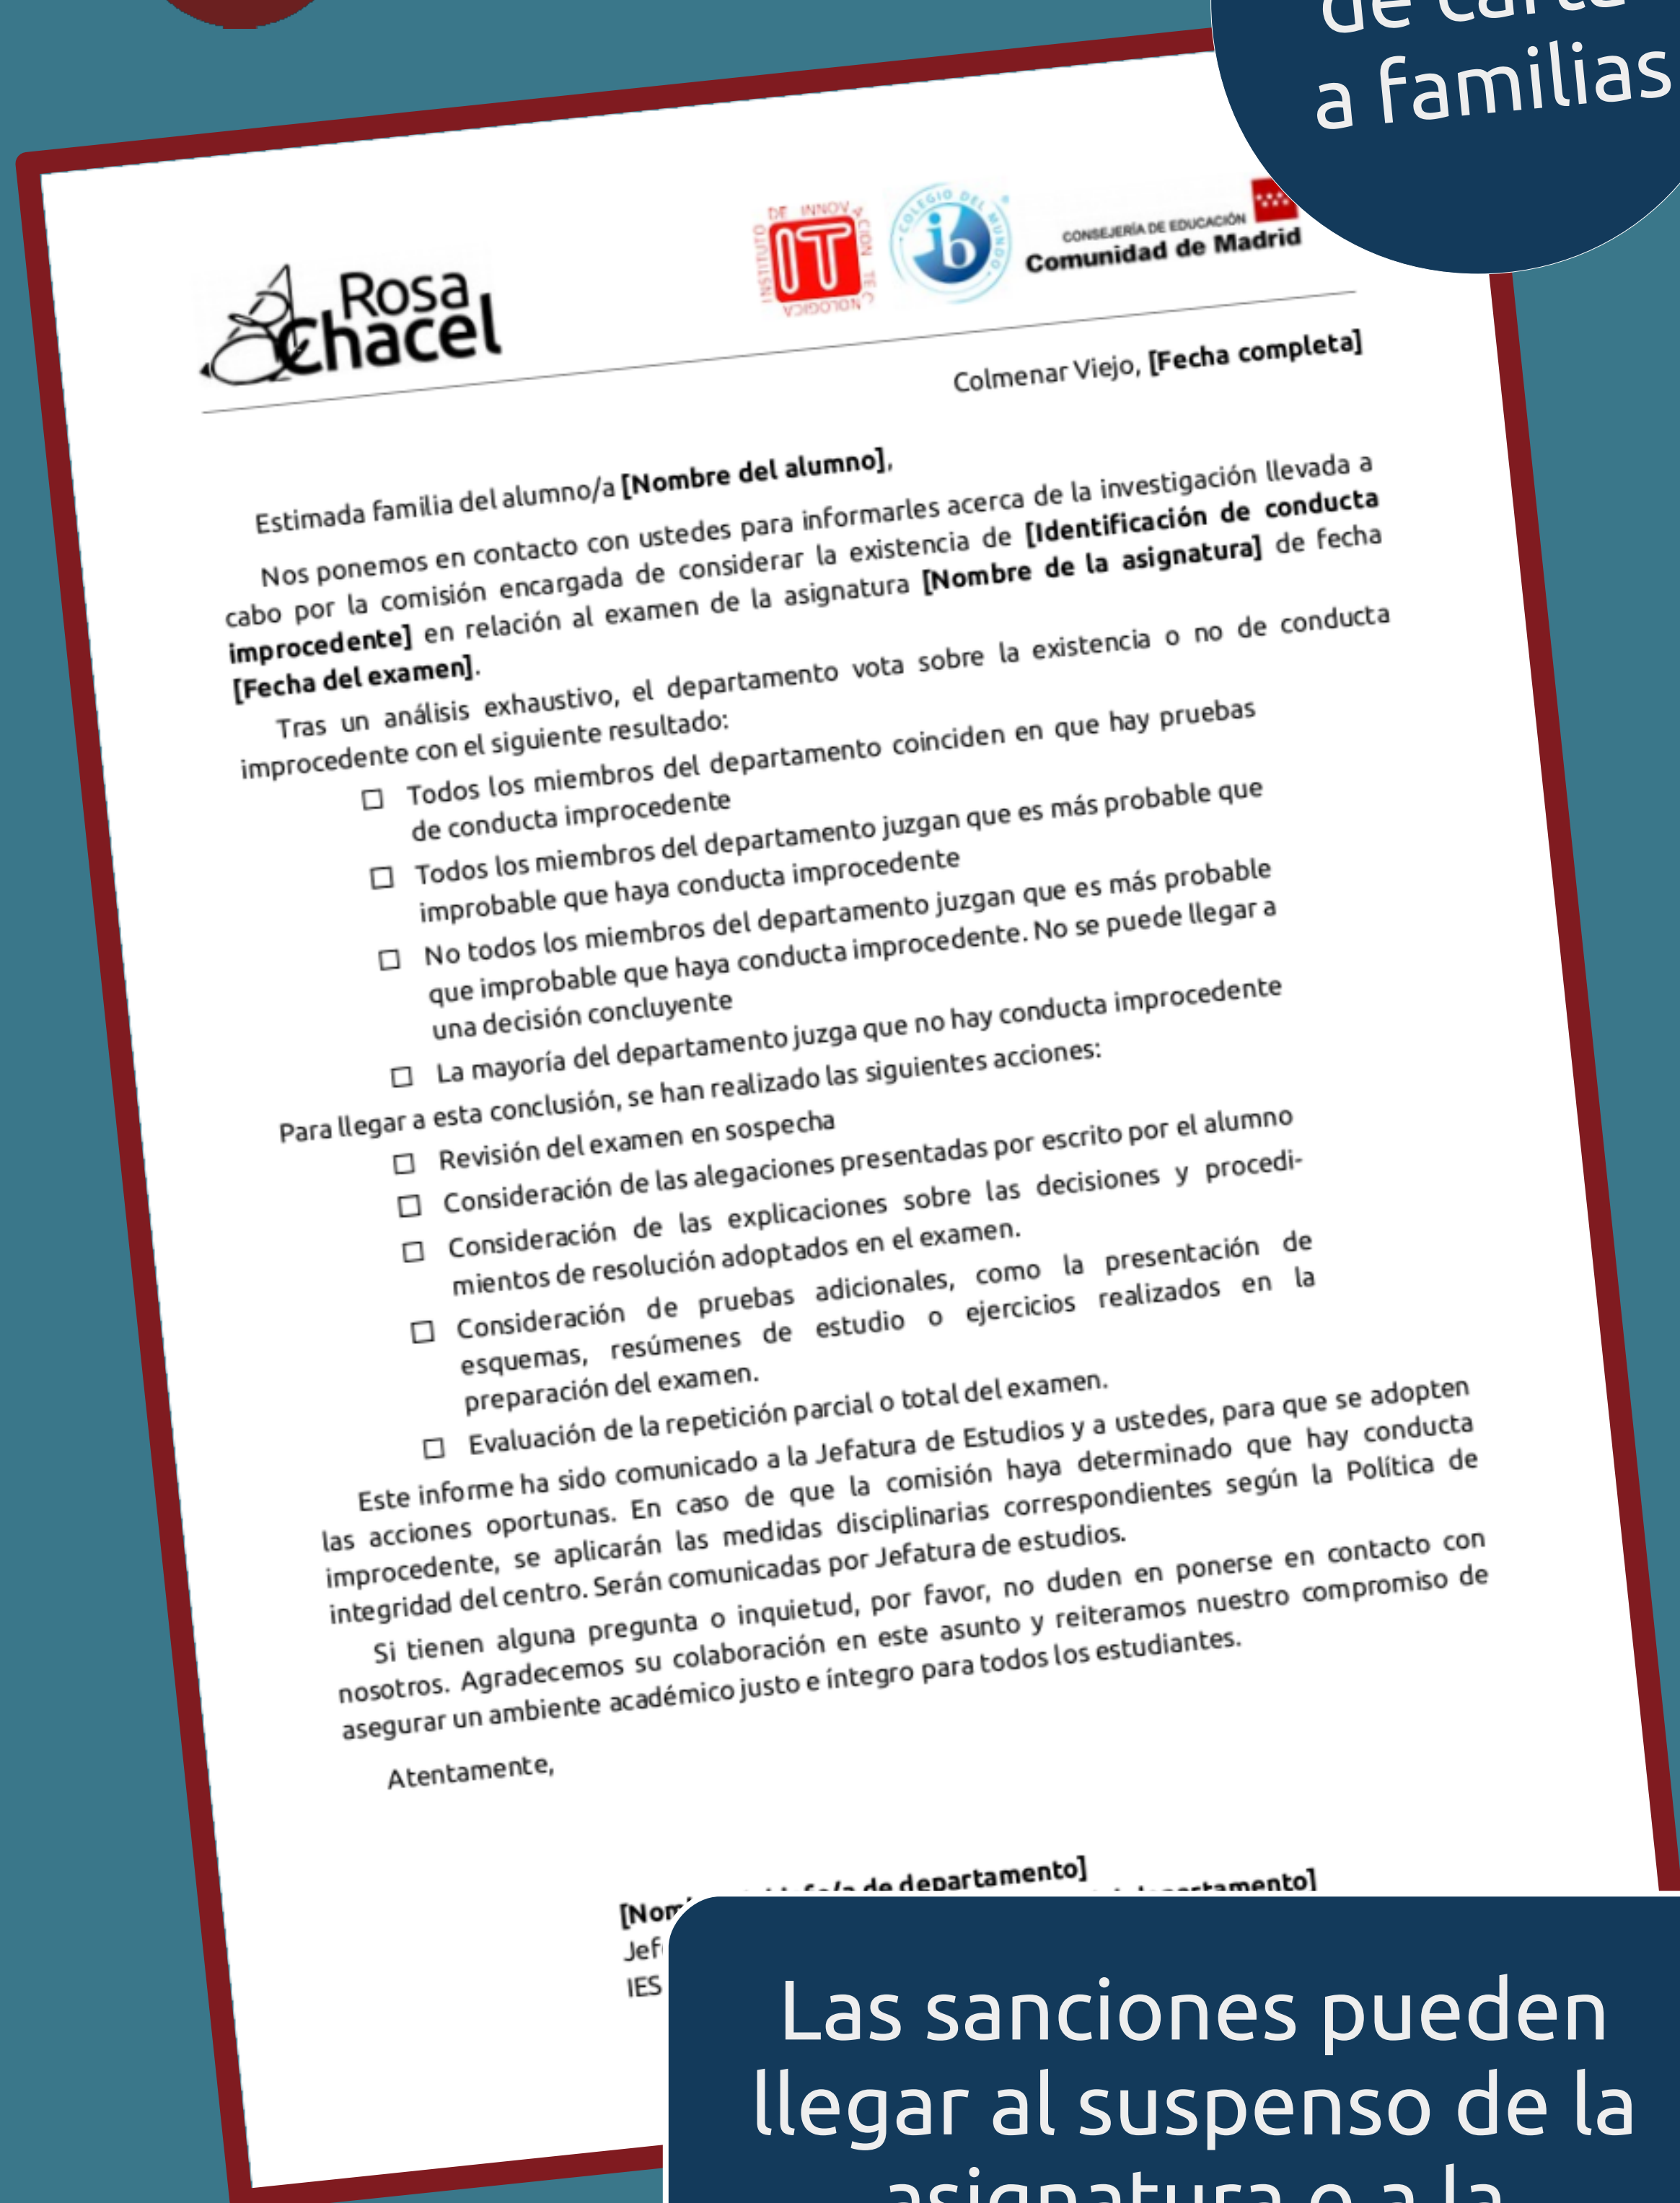 de carta
a familias
Rosa
Chacel
INSTITUTO DE INNOVACION TECNOLOGICA
IT
COLEGIO DEL MUNDO
ib
CONSEJERÍA DE EDUCACIÓN
Comunidad de Madrid
Colmenar Viejo, [Fecha completa]
Estimada familia del alumno/a [Nombre del alumno],
Nos ponemos en contacto con ustedes para informarles acerca de la investigación llevada a
cabo por la comisión encargada de considerar la existencia de [Identificación de conducta
improcedente] en relación al examen de la asignatura [Nombre de la asignatura] de fecha
[Fecha del examen].
Tras un análisis exhaustivo, el departamento vota sobre la existencia o no de conducta
improcedente con el siguiente resultado:
☐ Todos los miembros del departamento coinciden en que hay pruebas
de conducta improcedente
☐ Todos los miembros del departamento juzgan que es más probable que
improbable que haya conducta improcedente
☐ No todos los miembros del departamento juzgan que es más probable
que improbable que haya conducta improcedente. No se puede llegar a
una decisión concluyente
☐ La mayoría del departamento juzga que no hay conducta improcedente
Para llegar a esta conclusión, se han realizado las siguientes acciones:
☐ Revisión del examen en sospecha
☐ Consideración de las alegaciones presentadas por escrito por el alumno
☐ Consideración de las explicaciones sobre las decisiones y procedi-
mientos de resolución adoptados en el examen.
☐ Consideración de pruebas adicionales, como la presentación de
esquemas, resúmenes de estudio o ejercicios realizados en la
preparación del examen.
☐ Evaluación de la repetición parcial o total del examen.
Este informe ha sido comunicado a la Jefatura de Estudios y a ustedes, para que se adopten
las acciones oportunas. En caso de que la comisión haya determinado que hay conducta
improcedente, se aplicarán las medidas disciplinarias correspondientes según la Política de
integridad del centro. Serán comunicadas por Jefatura de estudios.
Si tienen alguna pregunta o inquietud, por favor, no duden en ponerse en contacto con
nosotros. Agradecemos su colaboración en este asunto y reiteramos nuestro compromiso de
asegurar un ambiente académico justo e íntegro para todos los estudiantes.
Atentamente,
de departamento]
departamento]
IES
Las sanciones pueden
llegar al suspenso de la
asignatura o a la